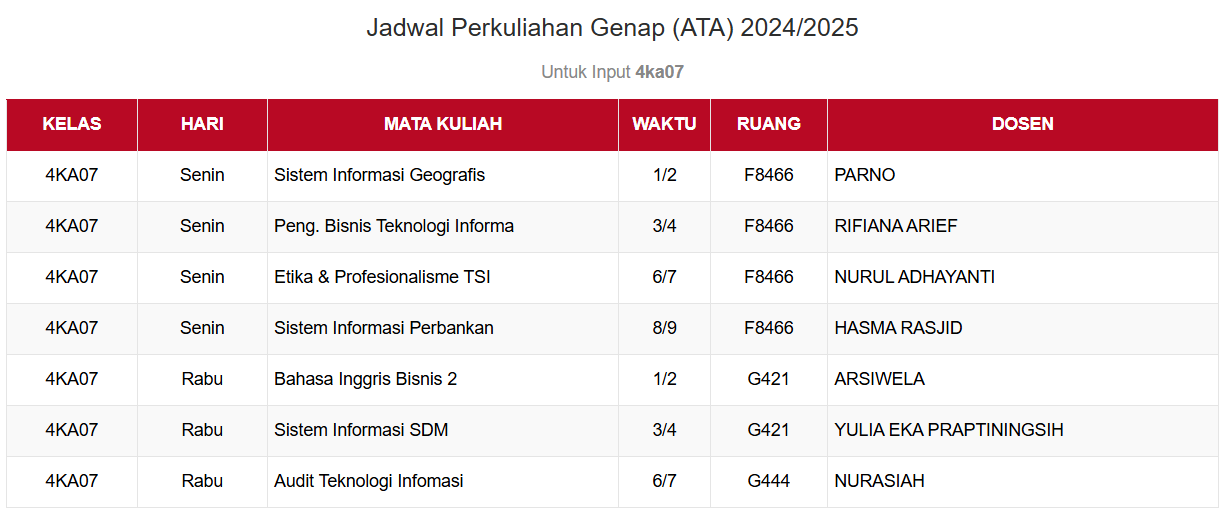 Jadwal Perkuliahan Genap (ATA) 2024/2025
Untuk Input 4ka07
KELAS HARI MATA KULIAH WAKTU RUANG DOSEN
4KA07 Senin Sistem Informasi Geografis 1/2 F8466 PARNO
4KA07 Senin Peng. Bisnis Teknologi Informa 3/4 F8466 RIFIANA ARIEF
4KA07 Senin Etika & Profesionalisme TSI 6/7 F8466 NURUL ADHAYANTI
4KA07 Senin Sistem Informasi Perbankan 8/9 F8466 HASMA RASJID
4KA07 Rabu Bahasa Inggris Bisnis 2 1/2 G421 ARSIWELA
4KA07 Rabu Sistem Informasi SDM 3/4 G421 YULIA EKA PRAPTININGSIH
4KA07 Rabu Audit Teknologi Infomasi 6/7 G444 NURASIAH